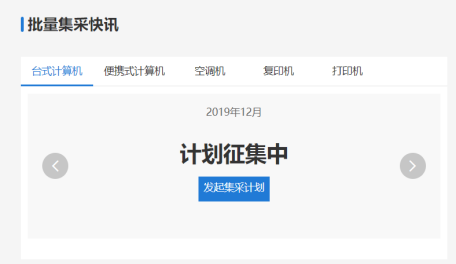 批量集采快讯
台式计算机 便携式计算机 空调机 复印机 打印机
2019年12月
计划征集中
发起集采计划